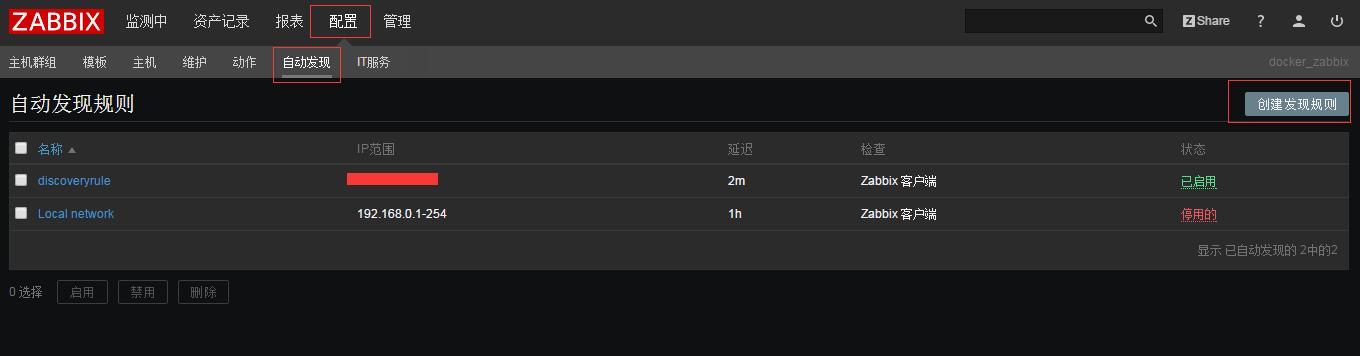 ZABBIX 监测中 资产记录 报表 配置 管理 Z Share ?
主机群组 模板 主机 维护 动作 自动发现 IT服务 docker_zabbix
自动发现规则 创建发现规则
名称 IP范围 延迟 检查 状态
discoveryrule 2m Zabbix 客户端 已启用
Local network 192.168.0.1-254 1h Zabbix 客户端 停用的
显示 已自动发现的 2中的2
0 选择 启用 禁用 删除